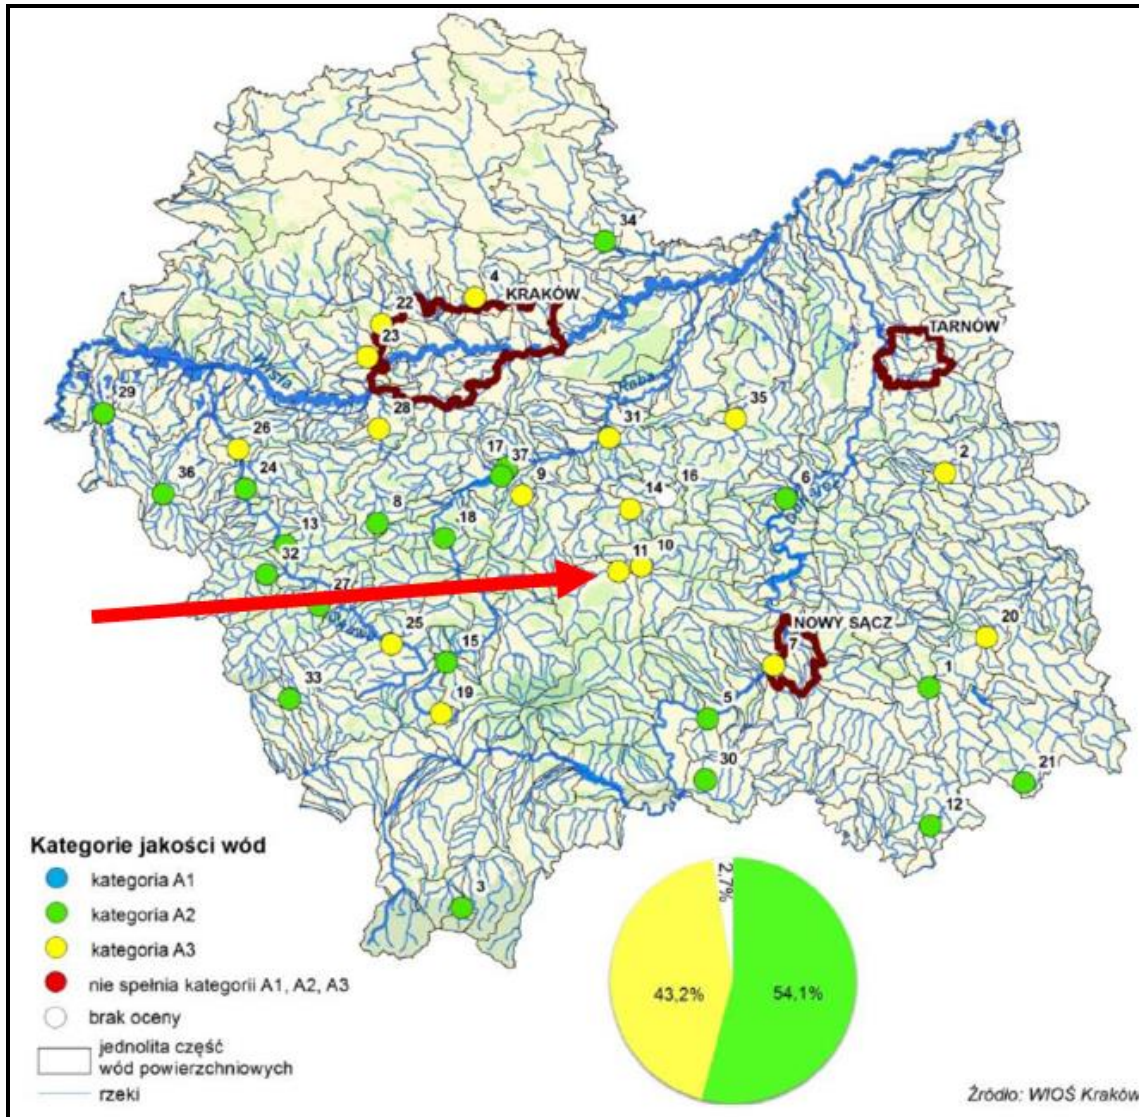 34
4
KRAKÓW
22
TARNÓW
23
Wisła
29
Raba
35
28
31
26
17
37
2
24
36
9
16
6
14
8
Dunajec
18
13
32
11
10
27
NOWY SĄCZ
20
Skawa
25
7
15
1
33
19
5
30
21
12
Kategorie jakości wód
kategoria A1
kategoria A2
3
kategoria A3
nie spełnia kategorii A1, A2, A3
brak oceny
jednolita część
wód powierzchniowych
rzeki
2,7%
43,2%
54,1%
Źródło: WIOŚ Kraków